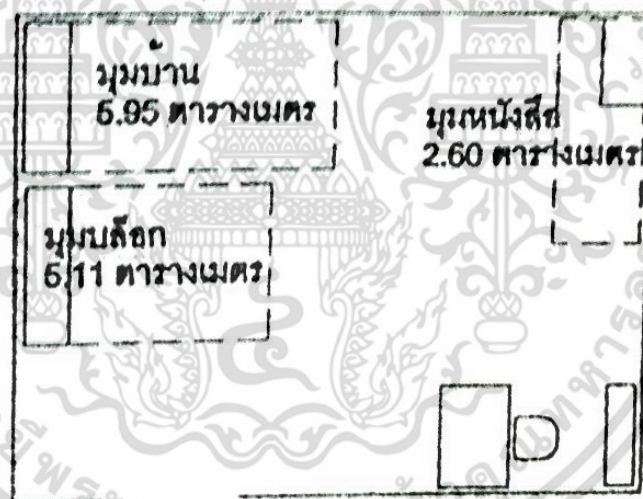 มุมบ้าน
5.95 ตารางเมตร
มุมหนังสือ
2.60 ตารางเมตร
มุมบล็อก
5.11 ตารางเมตร